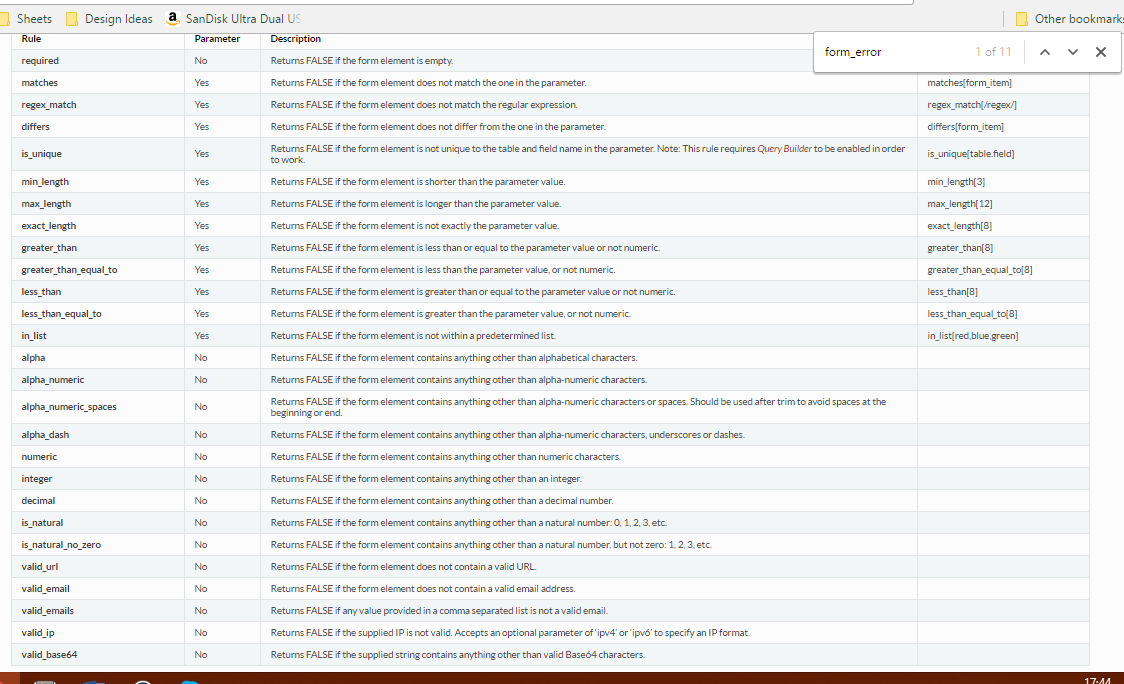 Sheets Design Ideas a SanDisk Ultra Dual US Other bookmarks
Rule Parameter Description
form_error 1 of 11
required No Returns FALSE if the form element is empty.
matches Yes Returns FALSE if the form element does not match the one in the parameter. matches[form_item]
regex_match Yes Returns FALSE if the form element does not match the regular expression. regex_match[/regex/]
differs Yes Returns FALSE if the form element does not differ from the one in the parameter. differs[form_item]
is_unique Yes Returns FALSE if the form element is not unique to the table and field name in the parameter. Note: This rule requires Query Builder to be enabled in order
to work. is_unique[table.field]
min_length Yes Returns FALSE if the form element is shorter than the parameter value. min_length[3]
max_length Yes Returns FALSE if the form element is longer than the parameter value. max_length[12]
exact_length Yes Returns FALSE if the form element is not exactly the parameter value. exact_length[8]
greater_than Yes Returns FALSE if the form element is less than or equal to the parameter value or not numeric. greater_than[8]
greater_than_equal_to Yes Returns FALSE if the form element is less than the parameter value, or not numeric. greater_than_equal_to[8]
less_than Yes Returns FALSE if the form element is greater than or equal to the parameter value or not numeric. less_than[8]
less_than_equal_to Yes Returns FALSE if the form element is greater than the parameter value, or not numeric. less_than_equal_to[8]
in_list Yes Returns FALSE if the form element is not within a predetermined list. in_list[red,blue,green]
alpha No Returns FALSE if the form element contains anything other than alphabetical characters.
alpha_numeric No Returns FALSE if the form element contains anything other than alpha-numeric characters.
alpha_numeric_spaces No Returns FALSE if the form element contains anything other than alpha-numeric characters or spaces. Should be used after trim to avoid spaces at the
beginning or end.
alpha_dash No Returns FALSE if the form element contains anything other than alpha-numeric characters, underscores or dashes.
numeric No Returns FALSE if the form element contains anything other than numeric characters.
integer No Returns FALSE if the form element contains anything other than an integer.
decimal No Returns FALSE if the form element contains anything other than a decimal number.
is_natural No Returns FALSE if the form element contains anything other than a natural number: 0, 1, 2, 3, etc.
is_natural_no_zero No Returns FALSE if the form element contains anything other than a natural number, but not zero: 1, 2, 3, etc.
valid_url No Returns FALSE if the form element does not contain a valid URL.
valid_email No Returns FALSE if the form element does not contain a valid email address.
valid_emails No Returns FALSE if any value provided in a comma separated list is not a valid email.
valid_ip No Returns FALSE if the supplied IP is not valid. Accepts an optional parameter of 'ipv4' or 'ipv6' to specify an IP format.
valid_base64 No Returns FALSE if the supplied string contains anything other than valid Base64 characters.
17:44